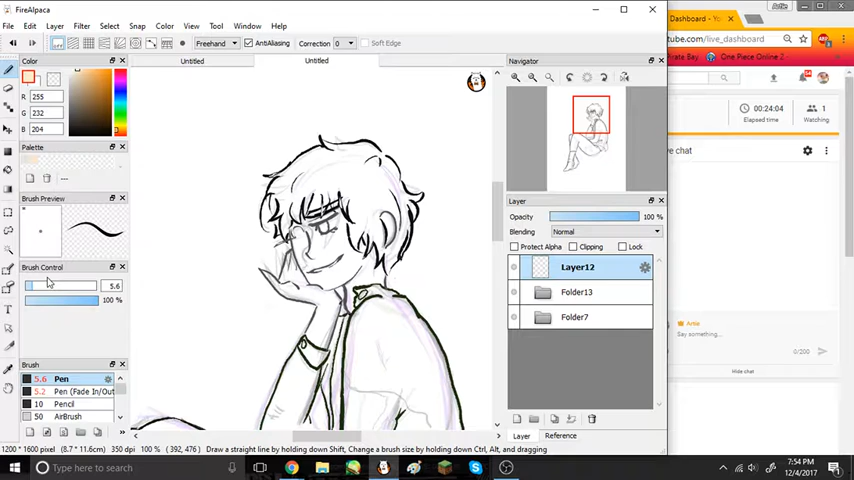 FireAlpaca
File Edit Layer Filter Select Snap Color View Tool Window Help
Freehand AntiAliasing Correction 0 Soft Edge
Color
Untitled
Untitled
R 255
G 232
B 204
Palette
---
Brush Preview
Brush Control
5.6
100 %
Brush
5.6 Pen
5.2 Pen (Fade In/Out
10 Pencil
50 AirBrush
1200 * 1600 pixel (8.7 * 11.6cm) 350 dpi 100 % (392, 476) Draw a straight line by holding down Shift, Change a brush size by holding down Ctrl, Alt, and dragging
Navigator
Layer
Opacity 100 %
Blending Normal
Protect Alpha Clipping Lock
Layer12
Folder13
Folder7
Layer Reference
Artie
Dashboard - Yo
tube.com/live_dashboard
Bay One Piece Online 2
00:24:04
Elapsed time
1
Watching
ve chat
Artie
Say something...
0/200
Hide chat
Type here to search
7:54 PM
12/4/2017